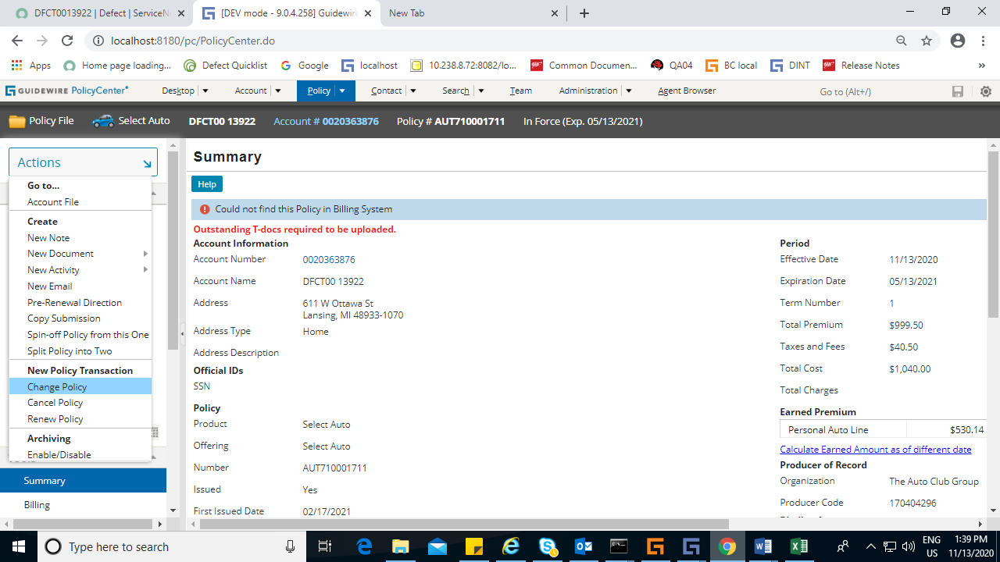 DFCT0013922 | Defect | ServiceN
[DEV mode - 9.0.4.258] Guidewire
New Tab
localhost:8180/pc/PolicyCenter.do
Apps
Home page loading...
Defect Quicklist
Google
localhost
10.238.8.72:8082/lo...
Common Documen...
QA04
BC local
DINT
Release Notes
»
GUIDEWIRE PolicyCenter
Desktop
Account
Policy
Contact
Search
Team
Administration
Agent Browser
Go to (Alt+/)
Policy File
Select Auto
DFCT00 13922
Account # 0020363876
Policy # AUT710001711
In Force (Exp. 05/13/2021)
Actions
Go to...
Account File
Create
New Note
New Document
New Activity
New Email
Pre-Renewal Direction
Copy Submission
Spin-off Policy from this One
Split Policy into Two
New Policy Transaction
Change Policy
Cancel Policy
Renew Policy
Archiving
Enable/Disable
Summary
Billing
Summary
Help
Could not find this Policy in Billing System
Outstanding T-docs required to be uploaded.
Account Information
Account Number 0020363876
Account Name DFCT00 13922
Address 611 W Ottawa St
Lansing, MI 48933-1070
Address Type Home
Address Description
Official IDs
SSN
Policy
Product Select Auto
Offering Select Auto
Number AUT710001711
Issued Yes
First Issued Date 02/17/2021
Period
Effective Date 11/13/2020
Expiration Date 05/13/2021
Term Number 1
Total Premium $999.50
Taxes and Fees $40.50
Total Cost $1,040.00
Total Charges
Earned Premium
Personal Auto Line $530.14
Calculate Earned Amount as of different date
Producer of Record
Organization The Auto Club Group
Producer Code 170404296
Type here to search
ENG
US
1:39 PM
11/13/2020